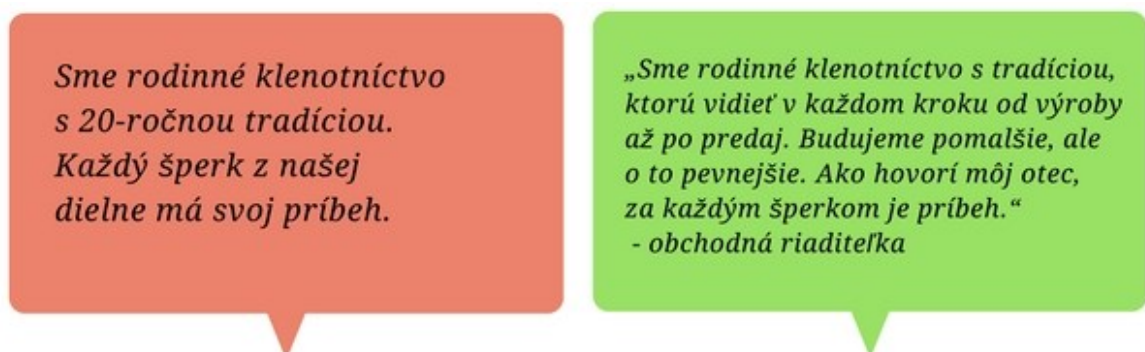 Sme rodinné klenotníctvo
s 20-ročnou tradíciou.
Každý šperk z našej
dielne má svoj príbeh.
„Sme rodinné klenotníctvo s tradíciou,
ktorú vidieť v každom kroku od výroby
až po predaj. Budujeme pomalšie, ale
o to pevnejšie. Ako hovorí môj otec,
za každým šperkom je príbeh.“
- obchodná riaditeľka